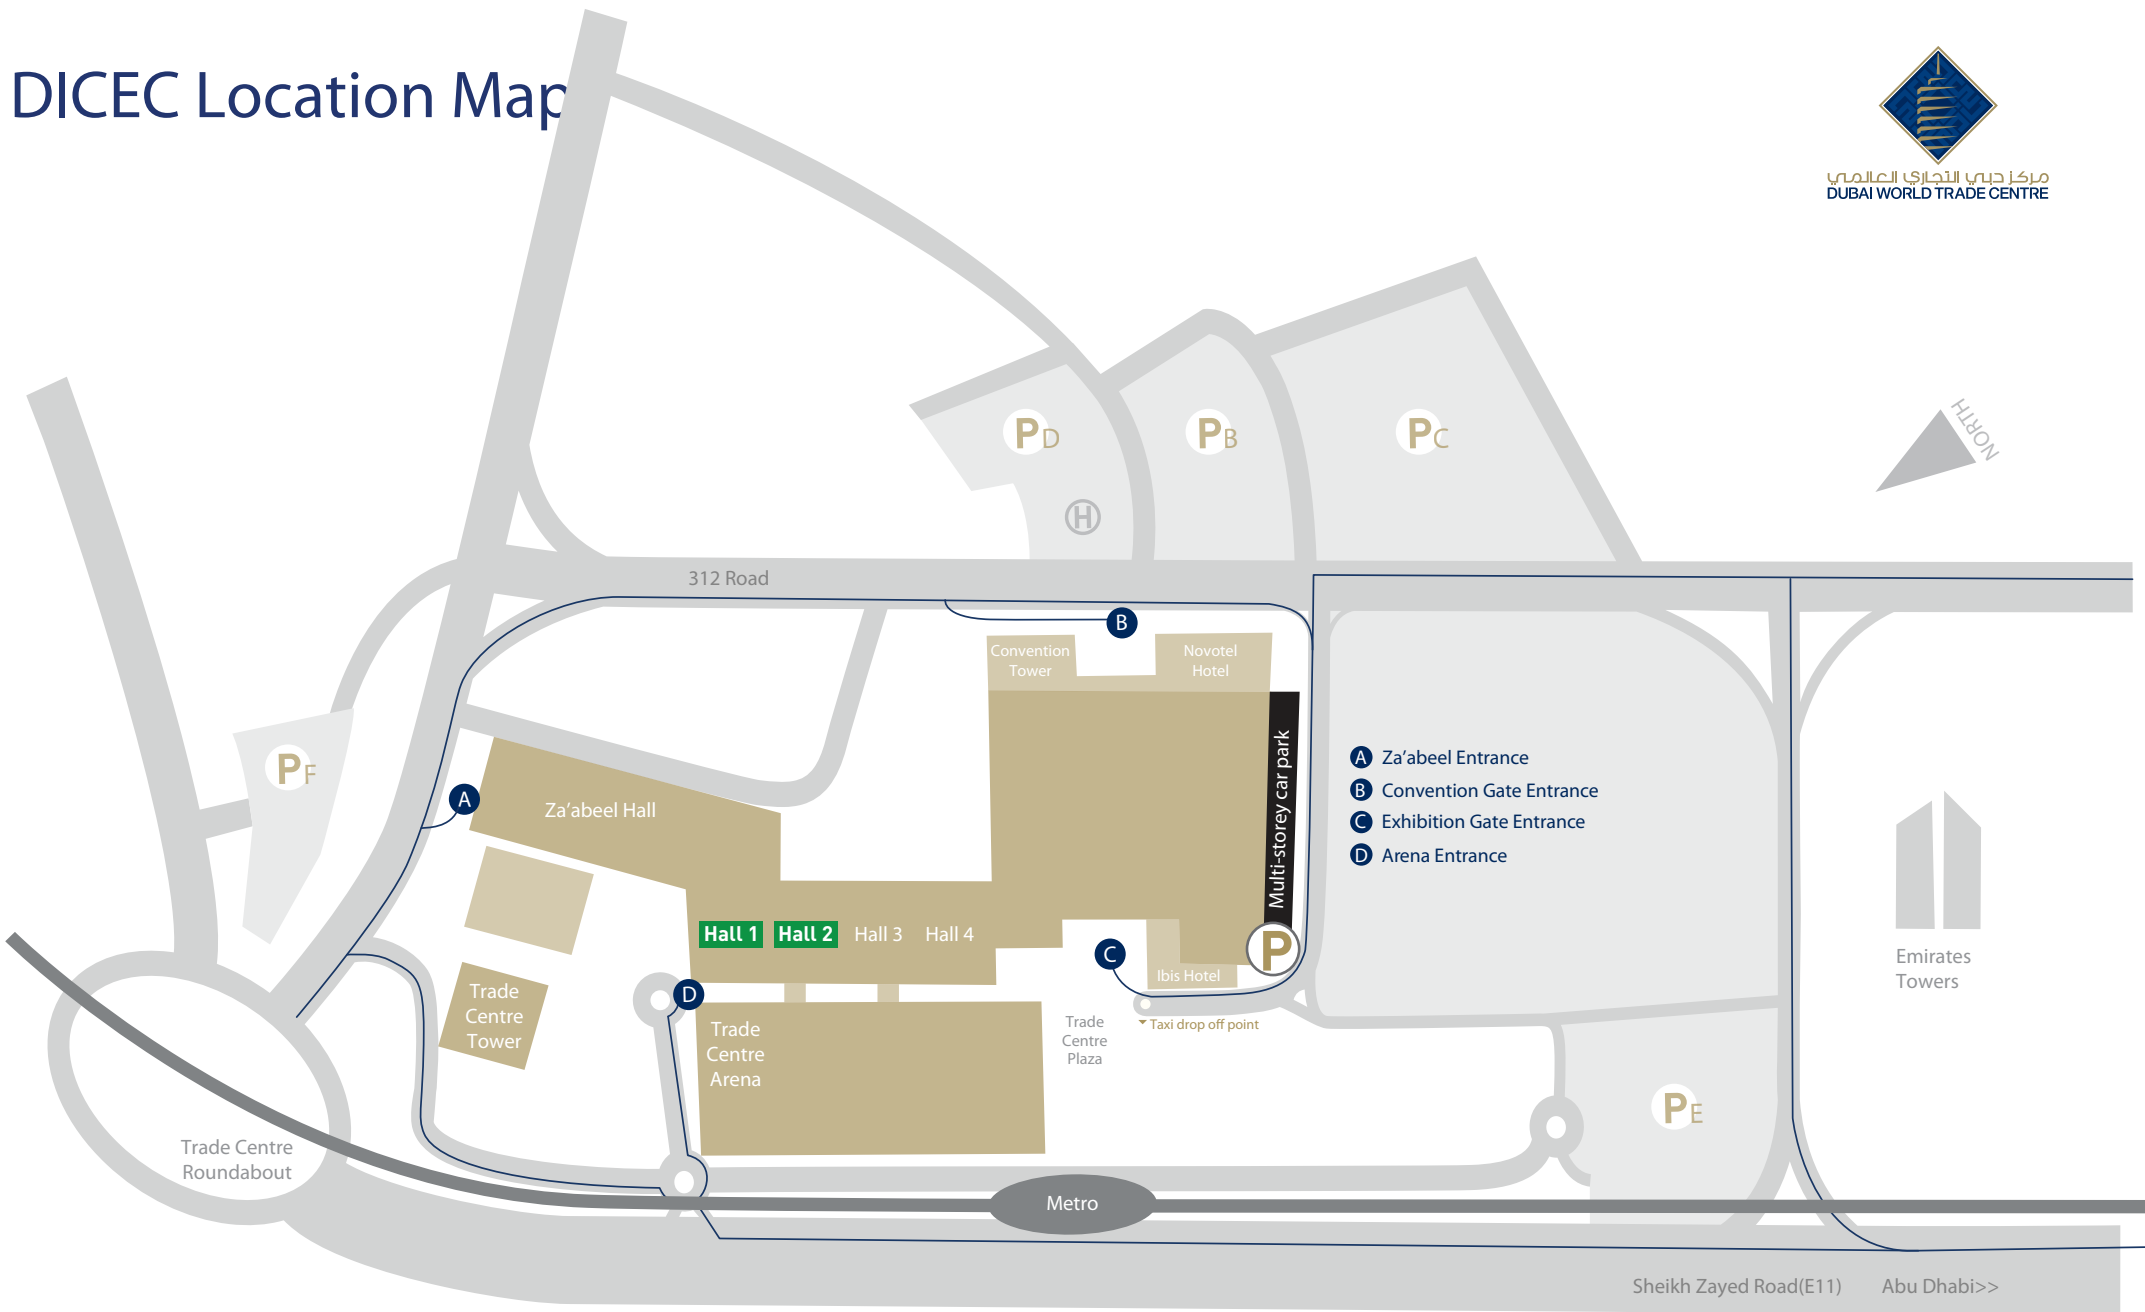 DICEC Location Map
مركز دبي التجاري العالمي
DUBAI WORLD TRADE CENTRE
NORTH
PD
PB
PC
H
312 Road
B
Convention
Tower
Novotel
Hotel
PF
A
Za'abeel Hall
Multi-storey car park
A Za'abeel Entrance
B Convention Gate Entrance
C Exhibition Gate Entrance
D Arena Entrance
Hall 1 Hall 2 Hall 3 Hall 4
C
P
Ibis Hotel
Emirates
Towers
D
Trade
Centre
Tower
Trade
Centre
Arena
Trade
Centre
Plaza
Taxi drop off point
PE
Trade Centre
Roundabout
Metro
Sheikh Zayed Road(E11) Abu Dhabi>>